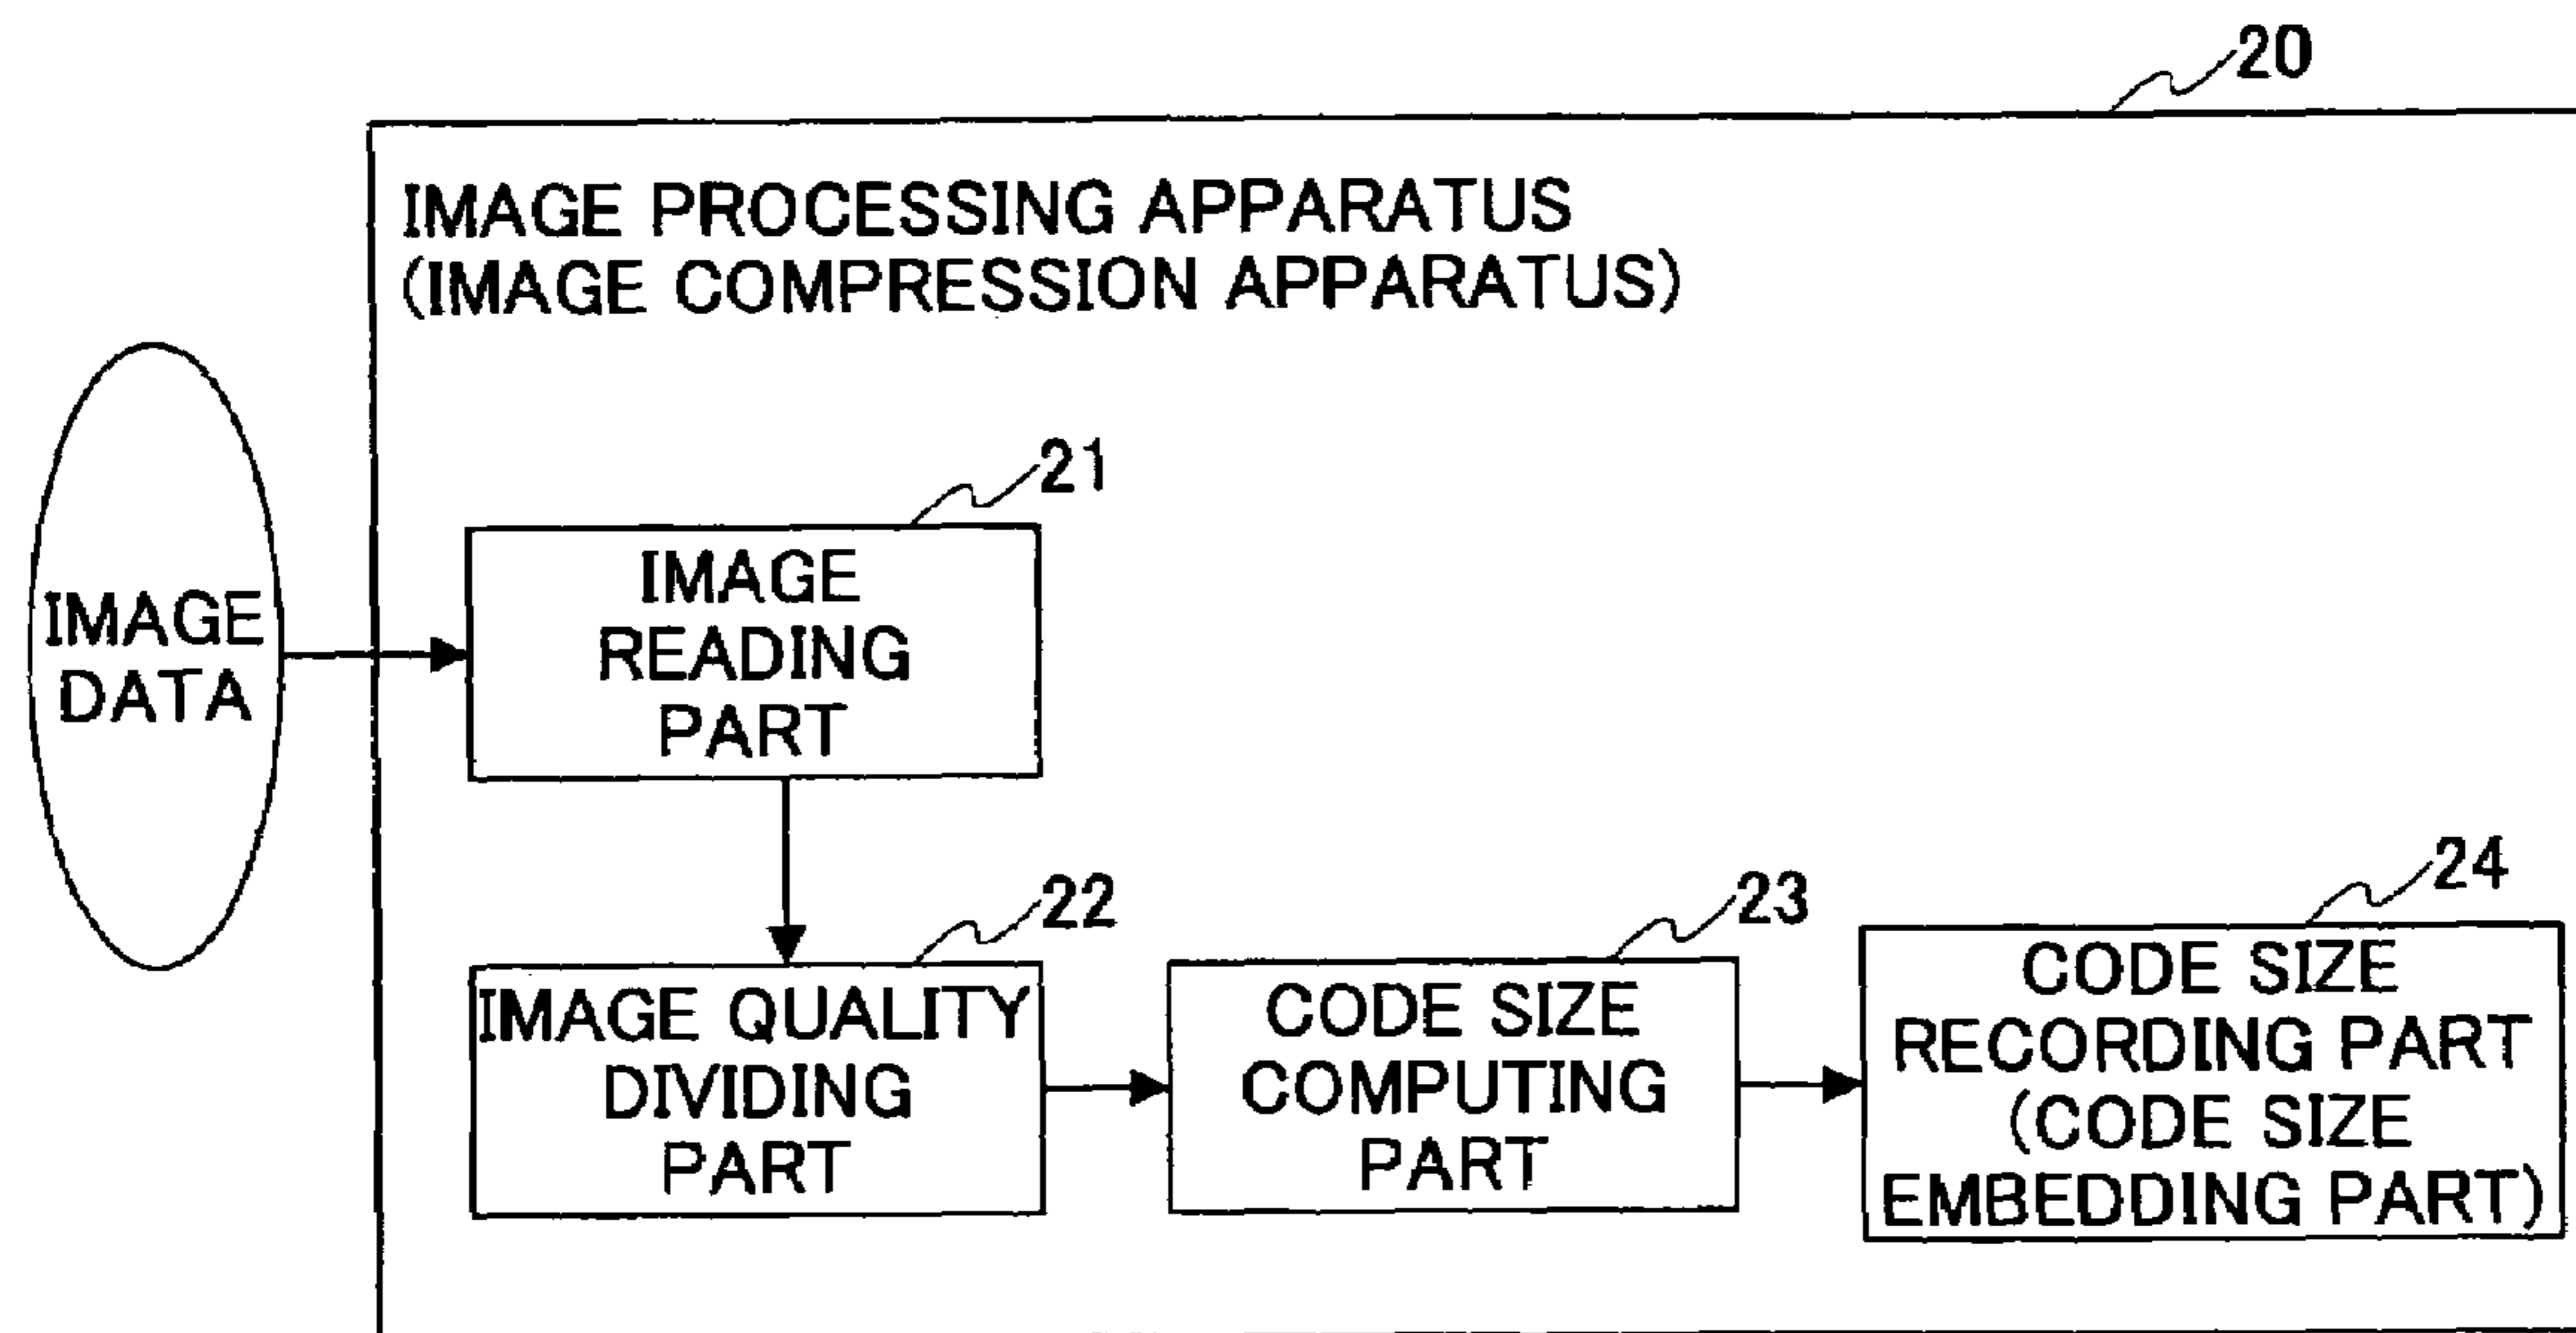 20
IMAGE PROCESSING APPARATUS
(IMAGE COMPRESSION APPARATUS)
IMAGE
DATA
21
IMAGE
READING
PART
22
IMAGE QUALITY
DIVIDING
PART
23
CODE SIZE
COMPUTING
PART
24
CODE SIZE
RECORDING PART
(CODE SIZE
EMBEDDING PART)